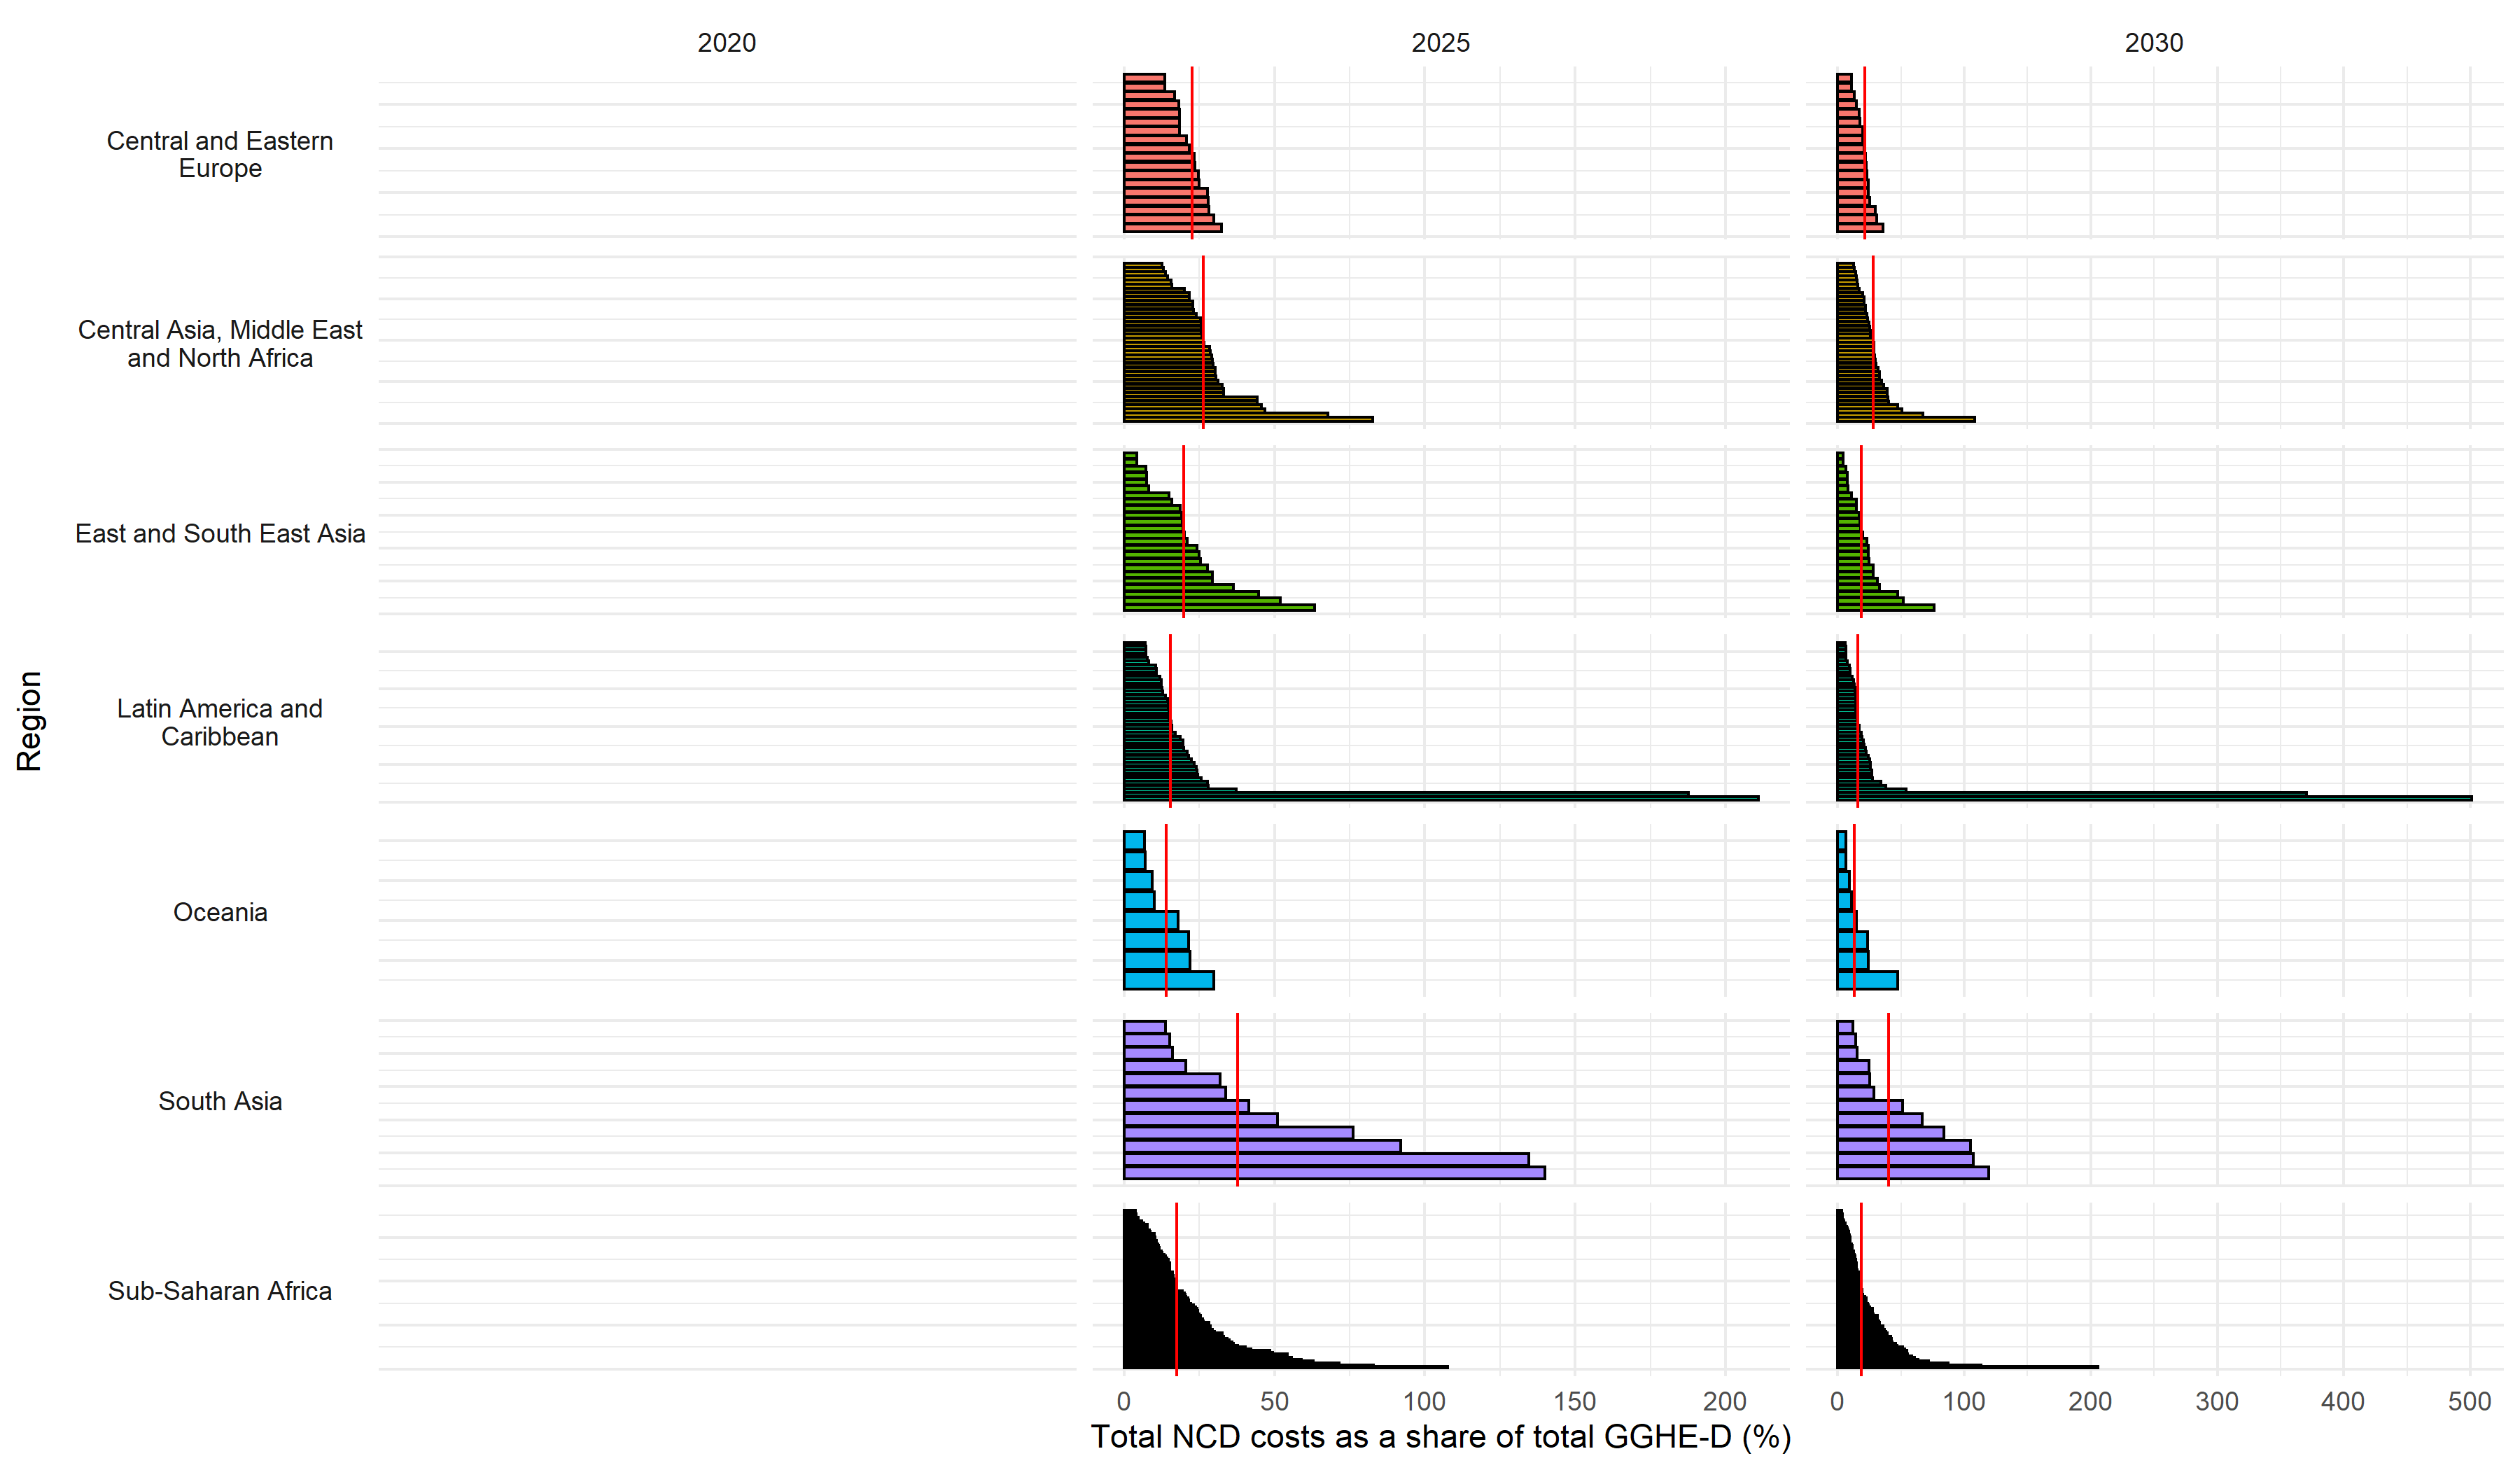 2020
2025
2030
Region
Central and Eastern
Europe
Central Asia, Middle East
and North Africa
East and South East Asia
Latin America and
Caribbean
Oceania
South Asia
Sub-Saharan Africa
0 50 100 150 200
0 100 200 300 400 500
Total NCD costs as a share of total GGHE-D (%)